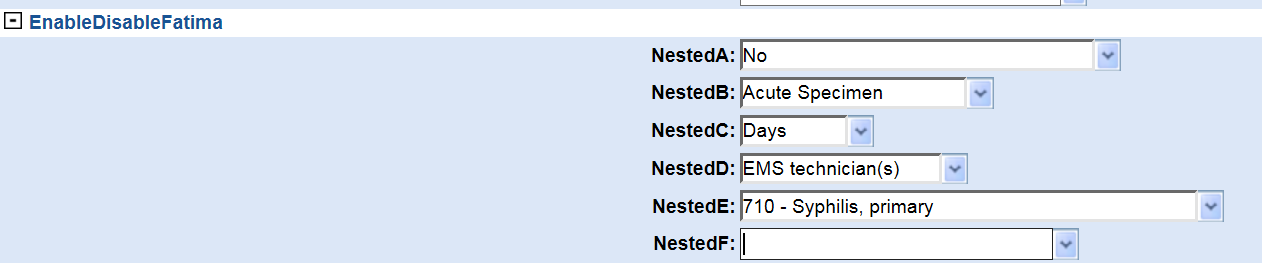 EnableDisableFatima
NestedA: No
NestedB: Acute Specimen
NestedC: Days
NestedD: EMS technician(s)
NestedE: 710 - Syphilis, primary
NestedF: